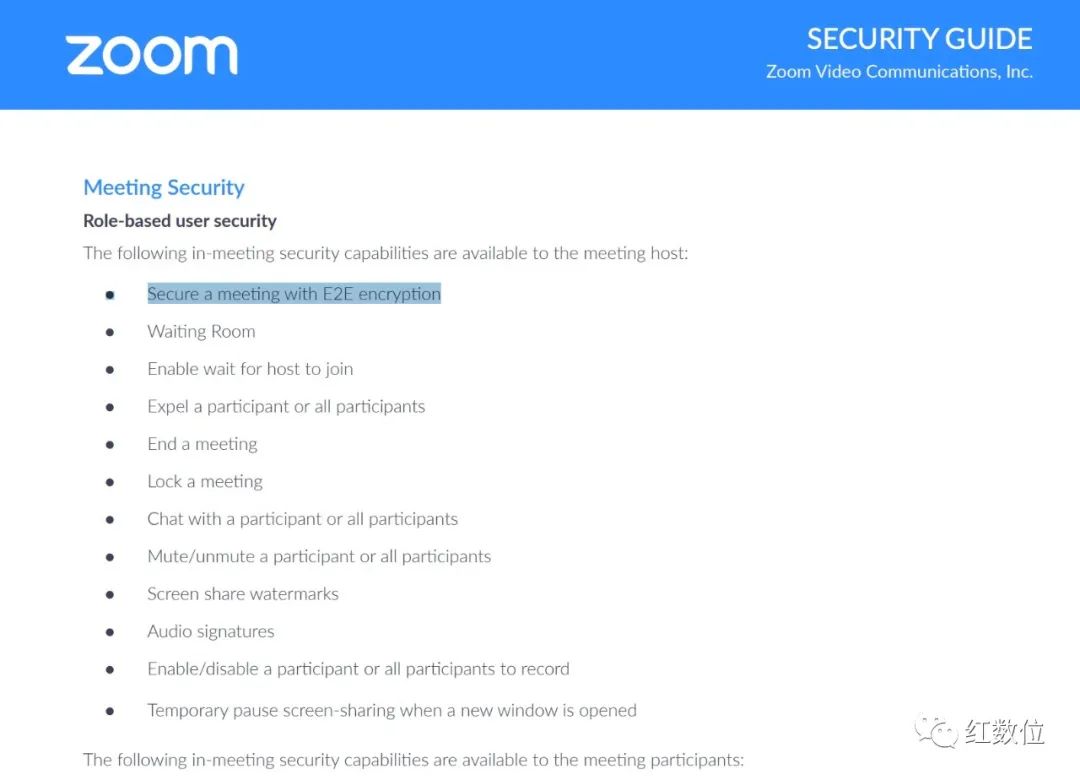 zoom
SECURITY GUIDE
Zoom Video Communications, Inc.
Meeting Security
Role-based user security
The following in-meeting security capabilities are available to the meeting host:
● Secure a meeting with E2E encryption
● Waiting Room
● Enable wait for host to join
● Expel a participant or all participants
● End a meeting
● Lock a meeting
● Chat with a participant or all participants
● Mute/unmute a participant or all participants
● Screen share watermarks
● Audio signatures
● Enable/disable a participant or all participants to record
● Temporary pause screen-sharing when a new window is opened
红数位
The following in-meeting security capabilities are available to the meeting participants: